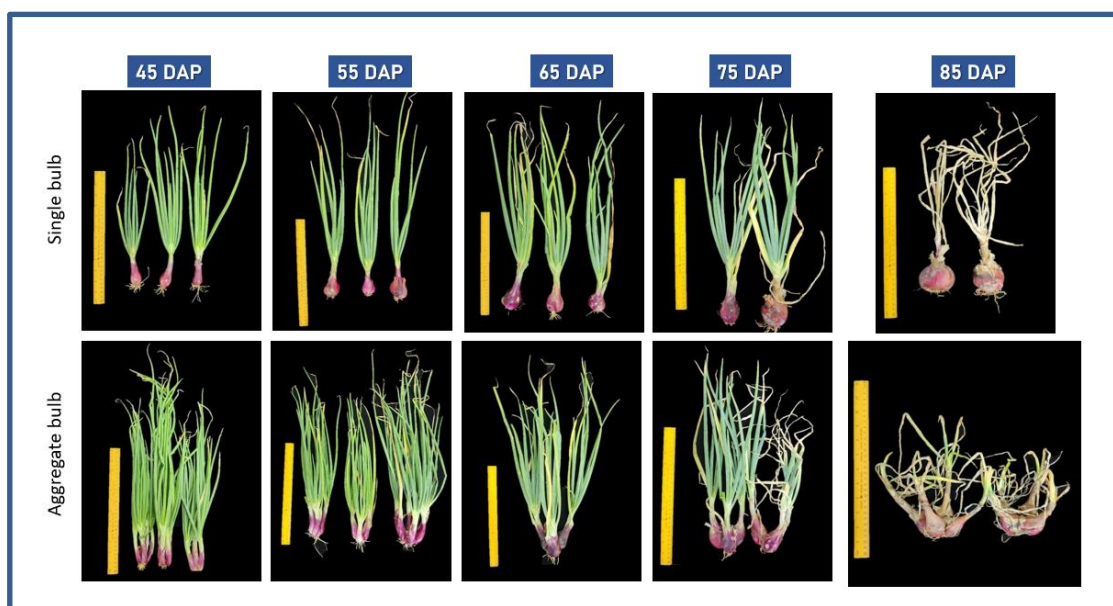 45 DAP
55 DAP
65 DAP
75 DAP
85 DAP
Single bulb
Aggregate bulb